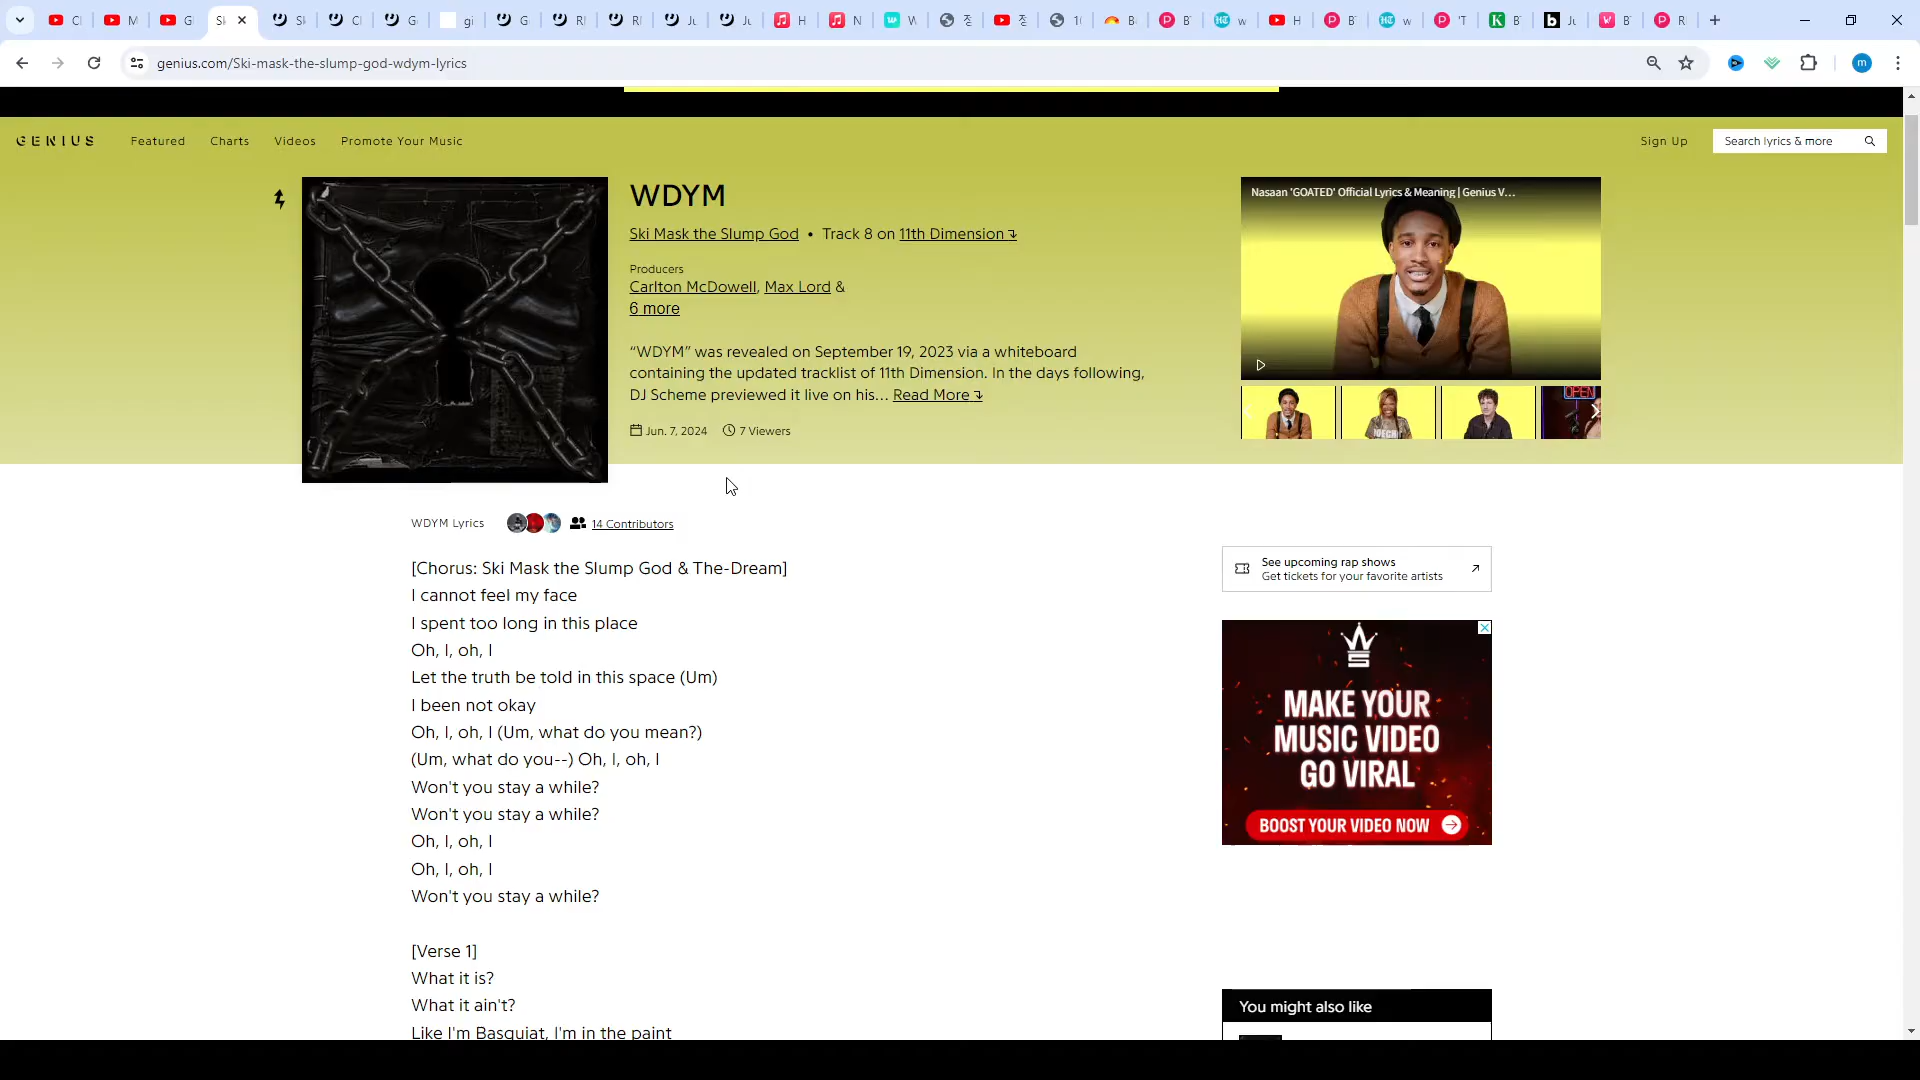 genius.com/Ski-mask-the-slump-god-wdym-lyrics
m
GENIUS
Featured
Charts
Videos
Promote Your Music
Sign Up
Search lyrics & more
WDYM
Ski Mask the Slump God • Track 8 on 11th Dimension
Producers
Carlton McDowell, Max Lord &
6 more
“WDYM” was revealed on September 19, 2023 via a whiteboard
containing the updated tracklist of 11th Dimension. In the days following,
DJ Scheme previewed it live on his… Read More
Jun. 7, 2024
7 Viewers
Nasaan 'GOATED' Official Lyrics & Meaning | Genius V...
OPEN
WDYM Lyrics
14 Contributors
[Chorus: Ski Mask the Slump God & The-Dream]
I cannot feel my face
I spent too long in this place
Oh, I, oh, I
Let the truth be told in this space (Um)
I been not okay
Oh, I, oh, I (Um, what do you mean?)
(Um, what do you--) Oh, I, oh, I
Won't you stay a while?
Won't you stay a while?
Oh, I, oh, I
Oh, I, oh, I
Won't you stay a while?
[Verse 1]
What it is?
What it ain't?
Like I'm Basquiat, I'm in the paint
See upcoming rap shows
Get tickets for your favorite artists
MAKE YOUR
MUSIC VIDEO
GO VIRAL
BOOST YOUR VIDEO NOW
You might also like